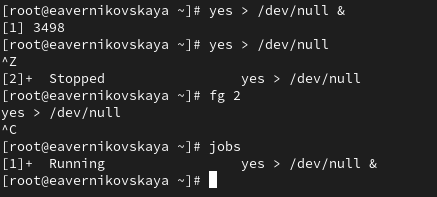 [root@eavernikovskaya ~]# yes > /dev/null &
[1] 3498
[root@eavernikovskaya ~]# yes > /dev/null
^Z
[2]+  Stopped                 yes > /dev/null
[root@eavernikovskaya ~]# fg 2
yes > /dev/null
^C
[root@eavernikovskaya ~]# jobs
[1]+  Running                 yes > /dev/null &
[root@eavernikovskaya ~]#